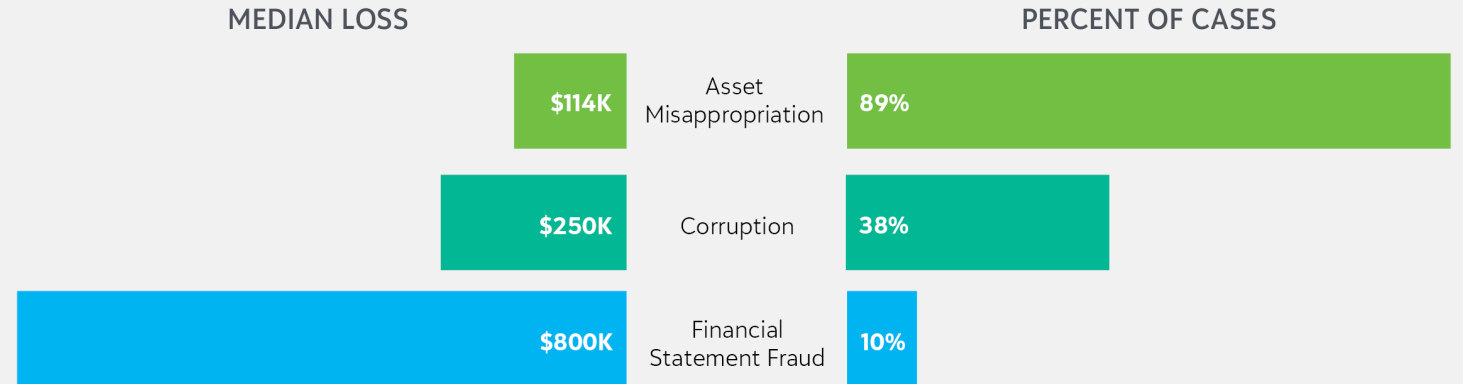 MEDIAN LOSS
PERCENT OF CASES
$114K
Asset
Misappropriation
89%
$250K
Corruption
38%
$800K
Financial
Statement Fraud
10%